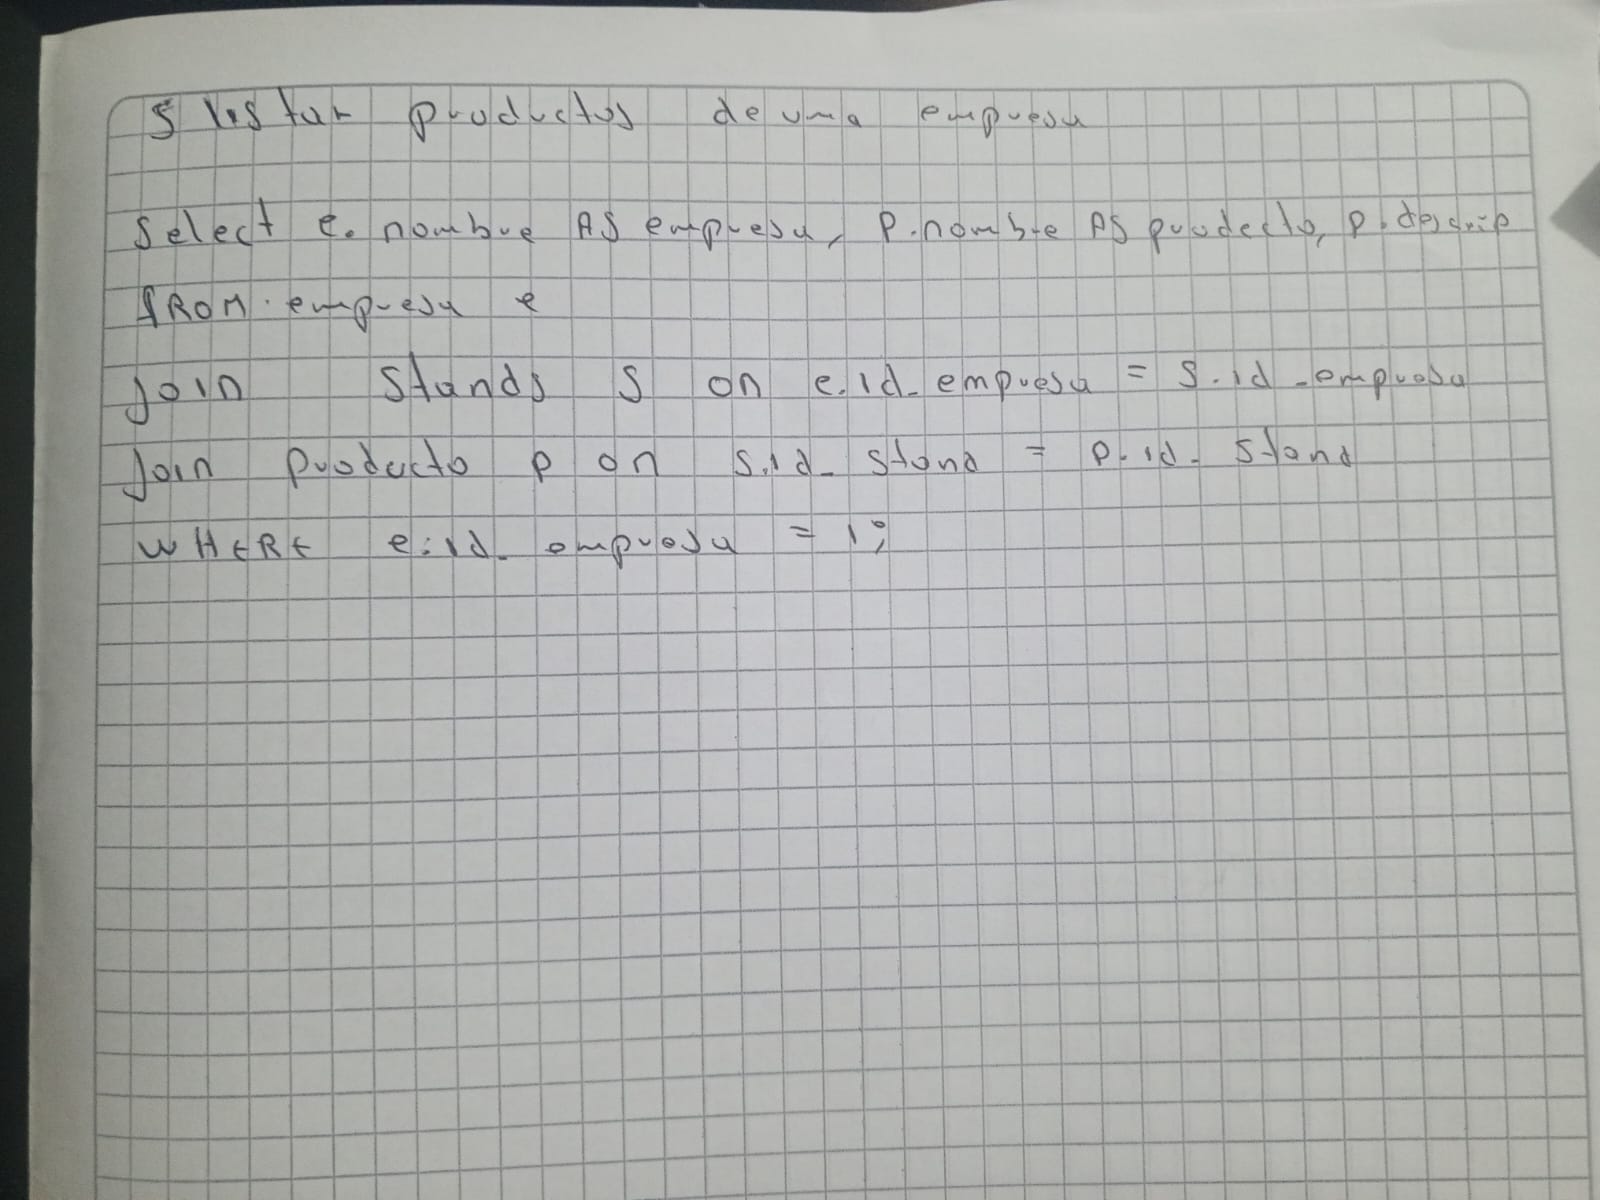 5 listar productos de una empresa
Select e. nombre AS empresa, P. nombre AS producto, p. descrip
FROM. empresa e
Join Stands S on e.id_empresa = S.id_empresa
Join Producto p on s.id_stand = p.id_stand
WHERE e.id_empresa = 1;